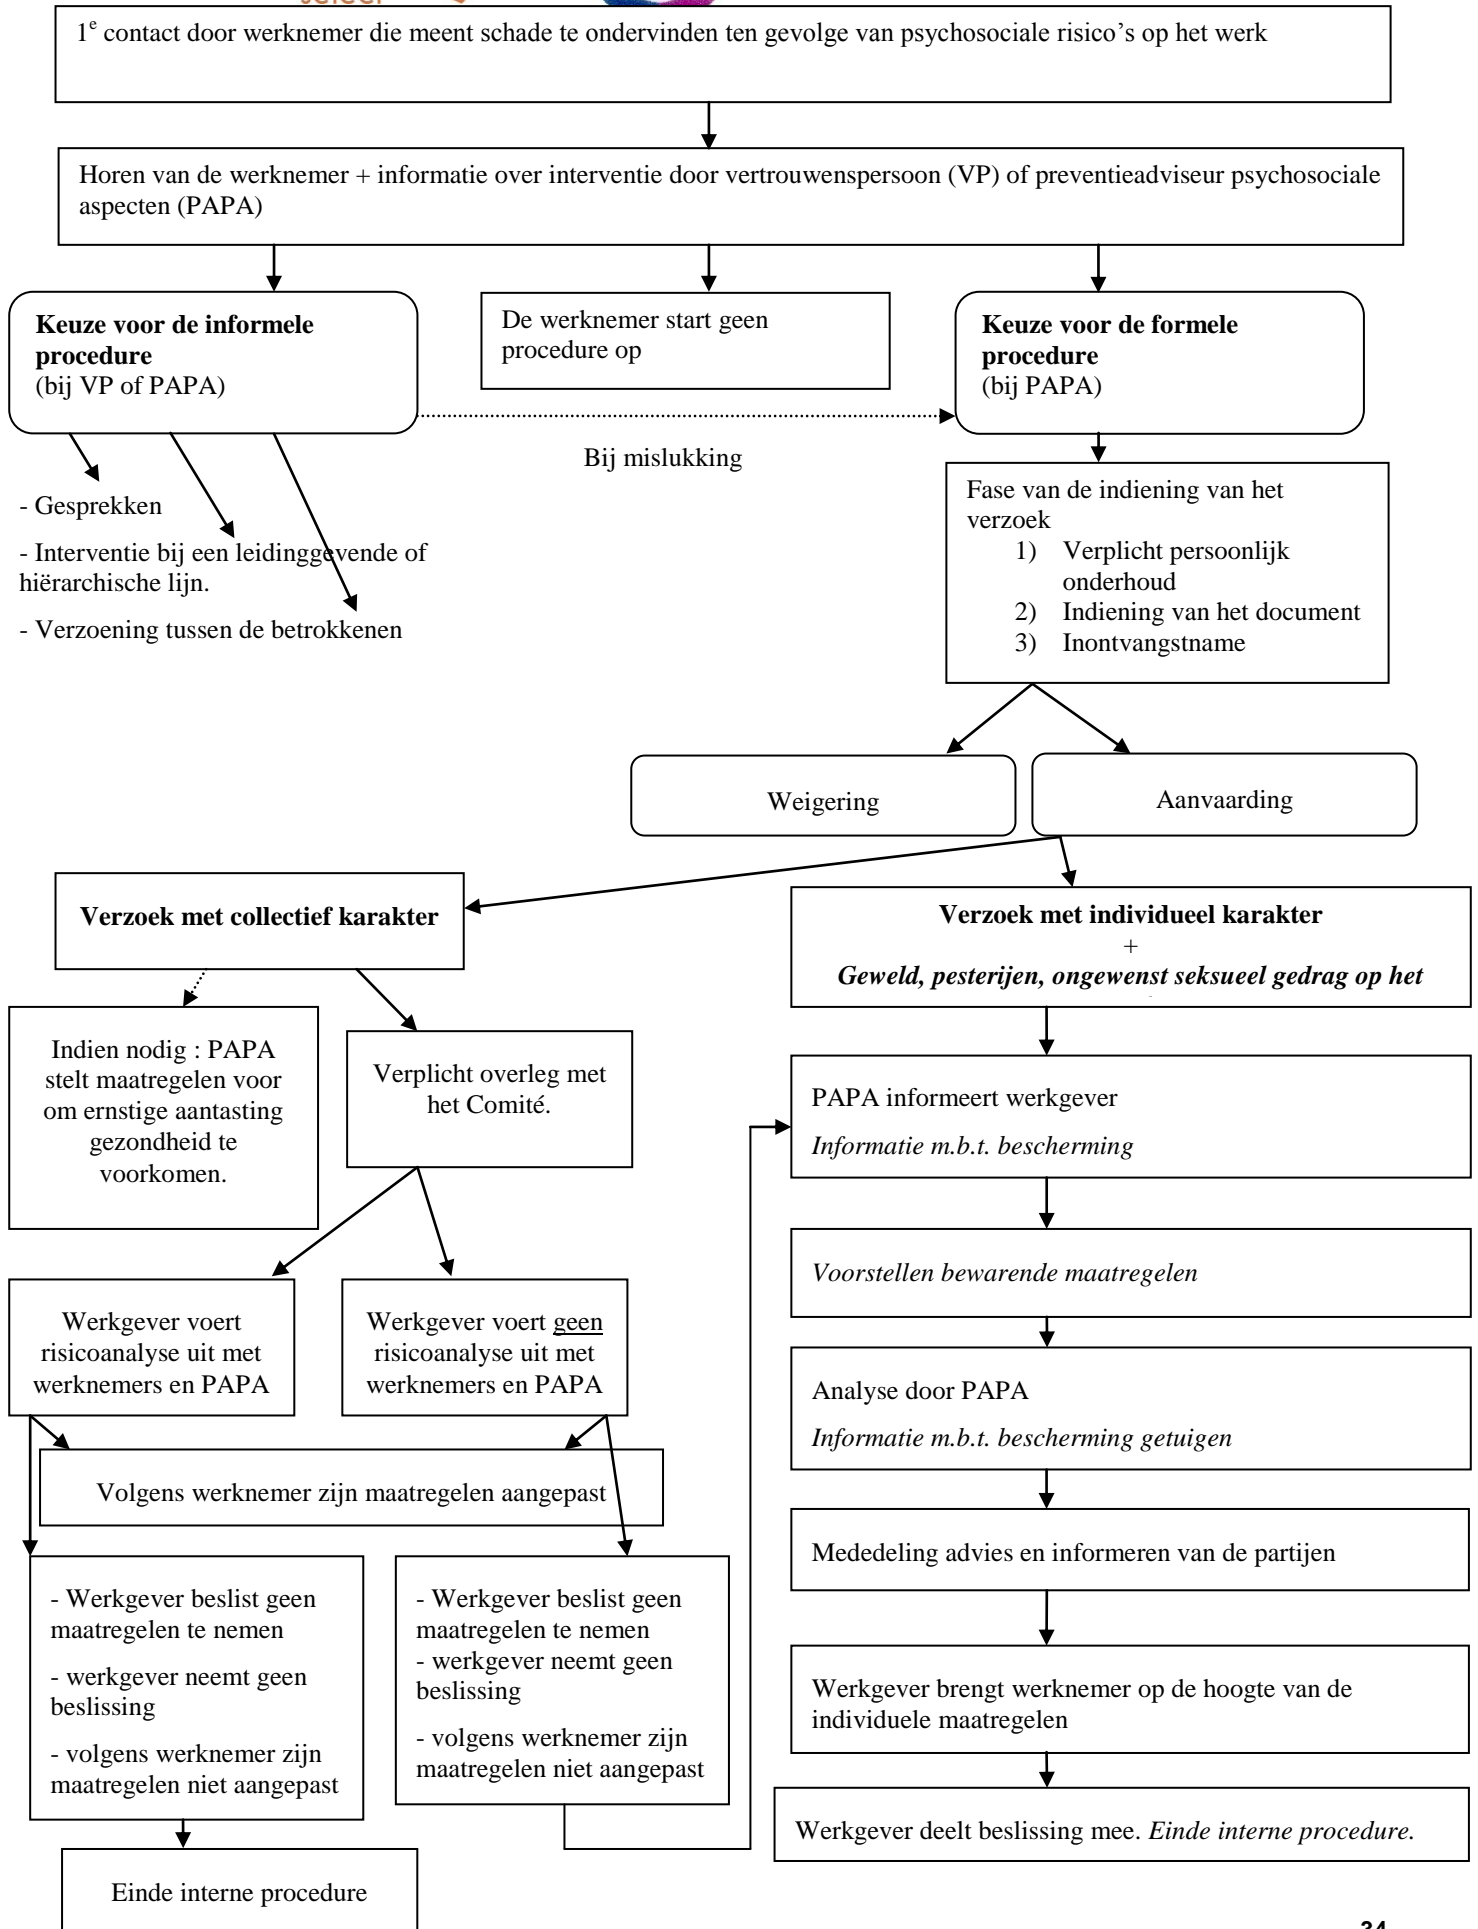 1e contact door werknemer die meent schade te ondervinden ten gevolge van psychosociale risico’s op het werk
Horen van de werknemer + informatie over interventie door vertrouwenspersoon (VP) of preventieadviseur psychosociale
aspecten (PAPA)
Keuze voor de informele
procedure
(bij VP of PAPA)
De werknemer start geen
procedure op
Keuze voor de formele
procedure
(bij PAPA)
Bij mislukking
- Gesprekken
- Interventie bij een leidinggevende of
hiërarchische lijn.
- Verzoening tussen de betrokkenen
Fase van de indiening van het
verzoek
1) Verplicht persoonlijk
onderhoud
2) Indiening van het document
3) Inontvangstname
Weigering
Aanvaarding
Verzoek met collectief karakter
Verzoek met individueel karakter
+
Geweld, pesterijen, ongewenst seksueel gedrag op het
Indien nodig : PAPA
stelt maatregelen voor
om ernstige aantasting
gezondheid te
voorkomen.
Verplicht overleg met
het Comité.
PAPA informeert werkgever
Informatie m.b.t. bescherming
Voorstellen bewarende maatregelen
Werkgever voert
risicoanalyse uit met
werknemers en PAPA
Werkgever voert geen
risicoanalyse uit met
werknemers en PAPA
Analyse door PAPA
Informatie m.b.t. bescherming getuigen
Volgens werknemer zijn maatregelen aangepast
Mededeling advies en informeren van de partijen
- Werkgever beslist geen
maatregelen te nemen
- werkgever neemt geen
beslissing
- volgens werknemer zijn
maatregelen niet aangepast
- Werkgever beslist geen
maatregelen te nemen
- werkgever neemt geen
beslissing
- volgens werknemer zijn
maatregelen niet aangepast
Werkgever brengt werknemer op de hoogte van de
individuele maatregelen
Werkgever deelt beslissing mee. Einde interne procedure.
Einde interne procedure